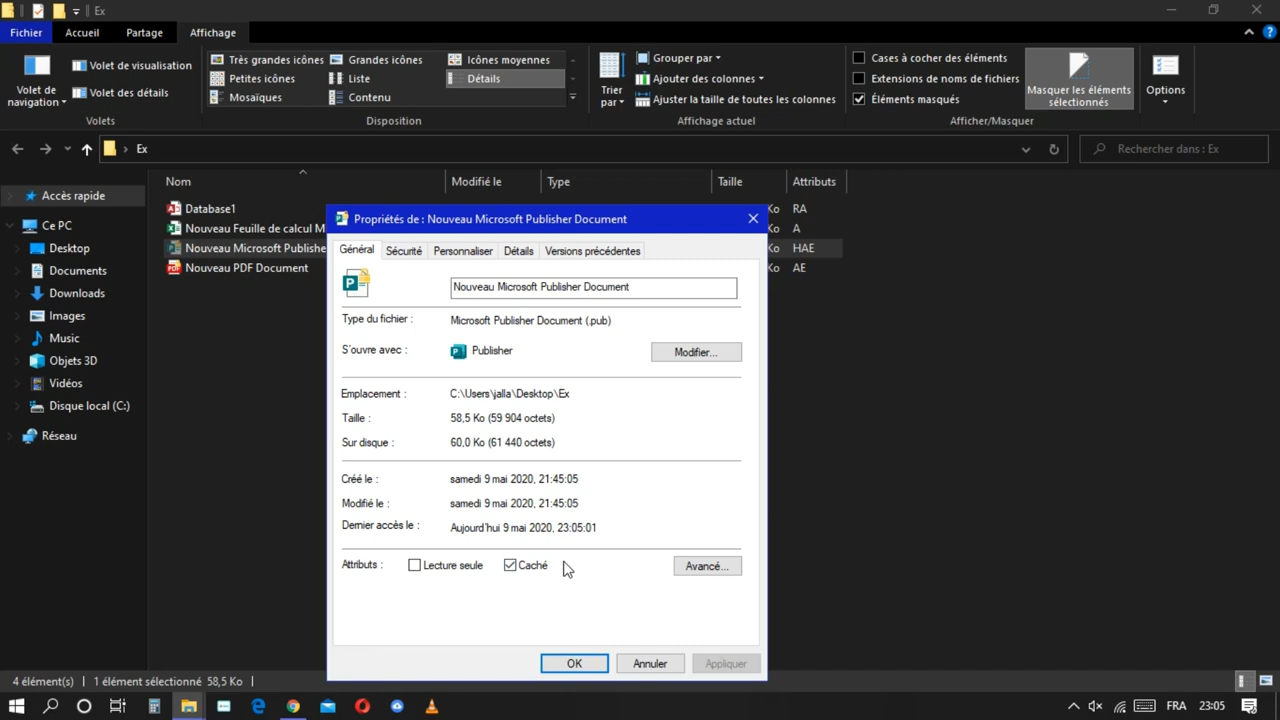 Ex
Fichier Accueil Partage Affichage
Volet de navigation
Volet de visualisation
Volet des détails
Volets
Très grandes icônes Grandes icônes Icônes moyennes
Petites icônes Liste Détails
Mosaïques Contenu
Disposition
Trier par
Grouper par
Ajouter des colonnes
Ajuster la taille de toutes les colonnes
Affichage actuel
Cases à cocher des éléments
Extensions de noms de fichiers
Éléments masqués
Masquer les éléments sélectionnés
Options
Afficher/Masquer
Ex
Rechercher dans : Ex
Nom Modifié le Type Taille Attributs
Accès rapide
Ce PC
Desktop
Documents
Downloads
Images
Music
Objets 3D
Vidéos
Disque local (C:)
Réseau
Database1 Ko RA
Nouveau Feuille de calcul M Ko A
Nouveau Microsoft Publishe Ko HAE
Nouveau PDF Document Ko AE
Propriétés de : Nouveau Microsoft Publisher Document
Général Sécurité Personnaliser Détails Versions précédentes
Nouveau Microsoft Publisher Document
Type du fichier : Microsoft Publisher Document (.pub)
S'ouvre avec : Publisher Modifier...
Emplacement : C:\Users\jalla\Desktop\Ex
Taille : 58,5 Ko (59 904 octets)
Sur disque : 60,0 Ko (61 440 octets)
Créé le : samedi 9 mai 2020, 21:45:05
Modifié le : samedi 9 mai 2020, 21:45:05
Dernier accès le : Aujourd'hui 9 mai 2020, 23:05:01
Attributs : Lecture seule Caché Avancé...
OK Annuler Appliquer
4 élément(s) 1 élément sélectionné 58,5 Ko
FRA 23:05